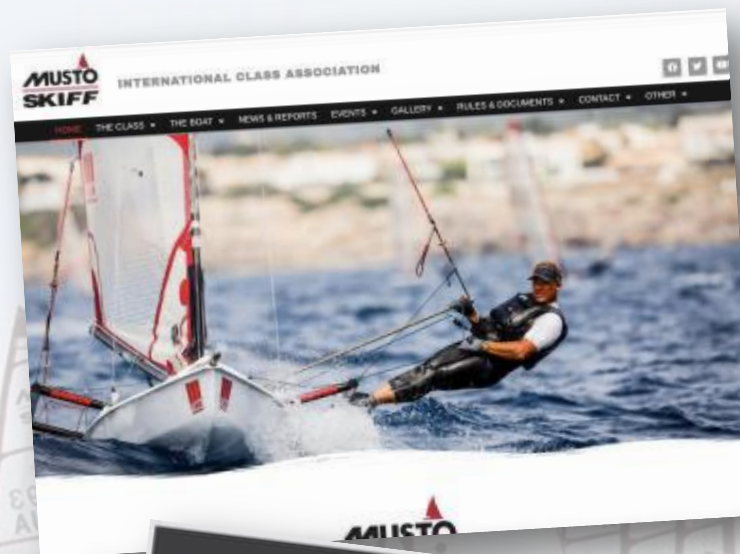 MUSTO
SKIFF
INTERNATIONAL CLASS ASSOCIATION
HOME THE CLASS THE BOAT NEWS & REPORTS EVENTS GALLERY RULES & DOCUMENTS CONTACT OTHER
MUSTO